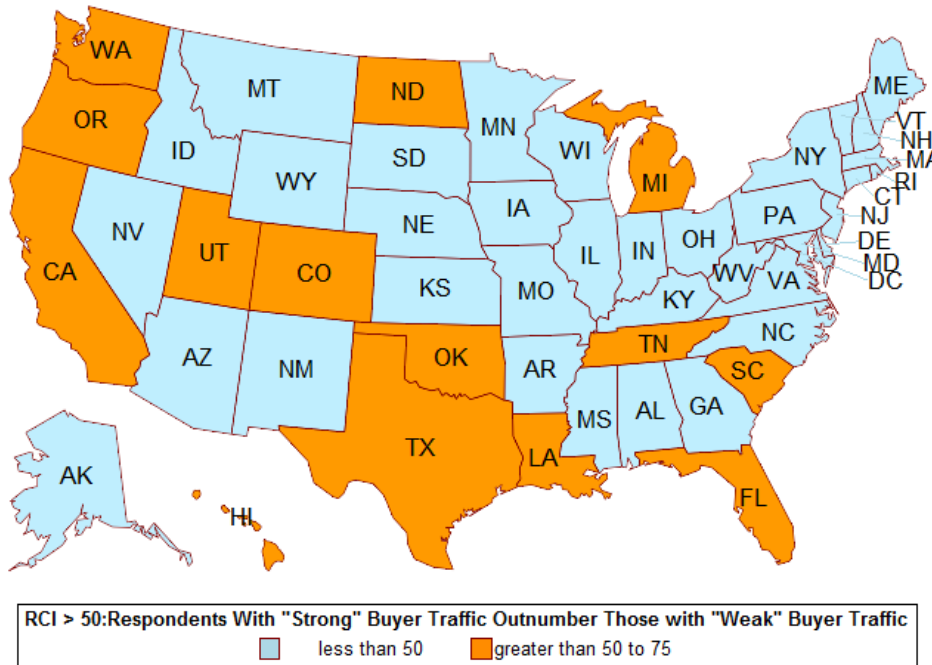 WA
MT
ND
MN
ME
VT
NH
MA
RI
CT
NJ
DE
MD
DC
OR
ID
SD
WI
NY
WY
MI
IA
PA
NE
NV
UT
CO
IL
IN
OH
WV
VA
CA
KS
MO
KY
NC
AZ
NM
OK
AR
TN
SC
MS
AL
GA
TX
LA
FL
AK
HI
RCI > 50:Respondents With "Strong" Buyer Traffic Outnumber Those with "Weak" Buyer Traffic
less than 50 greater than 50 to 75